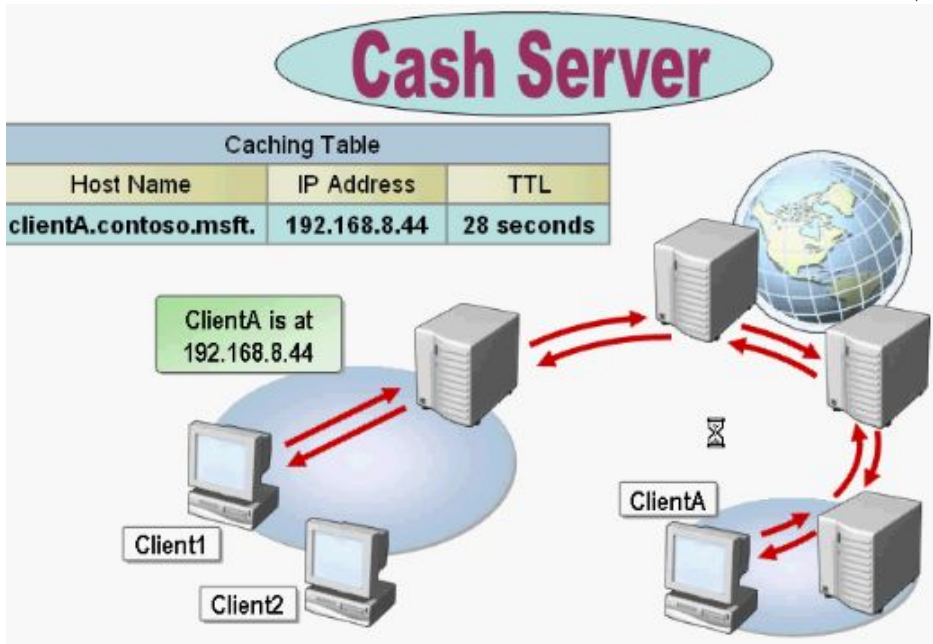 Cash Server
Caching Table
Host Name IP Address TTL
clientA.contoso.msft. 192.168.8.44 28 seconds
ClientA is at
192.168.8.44
ClientA
Client1
Client2